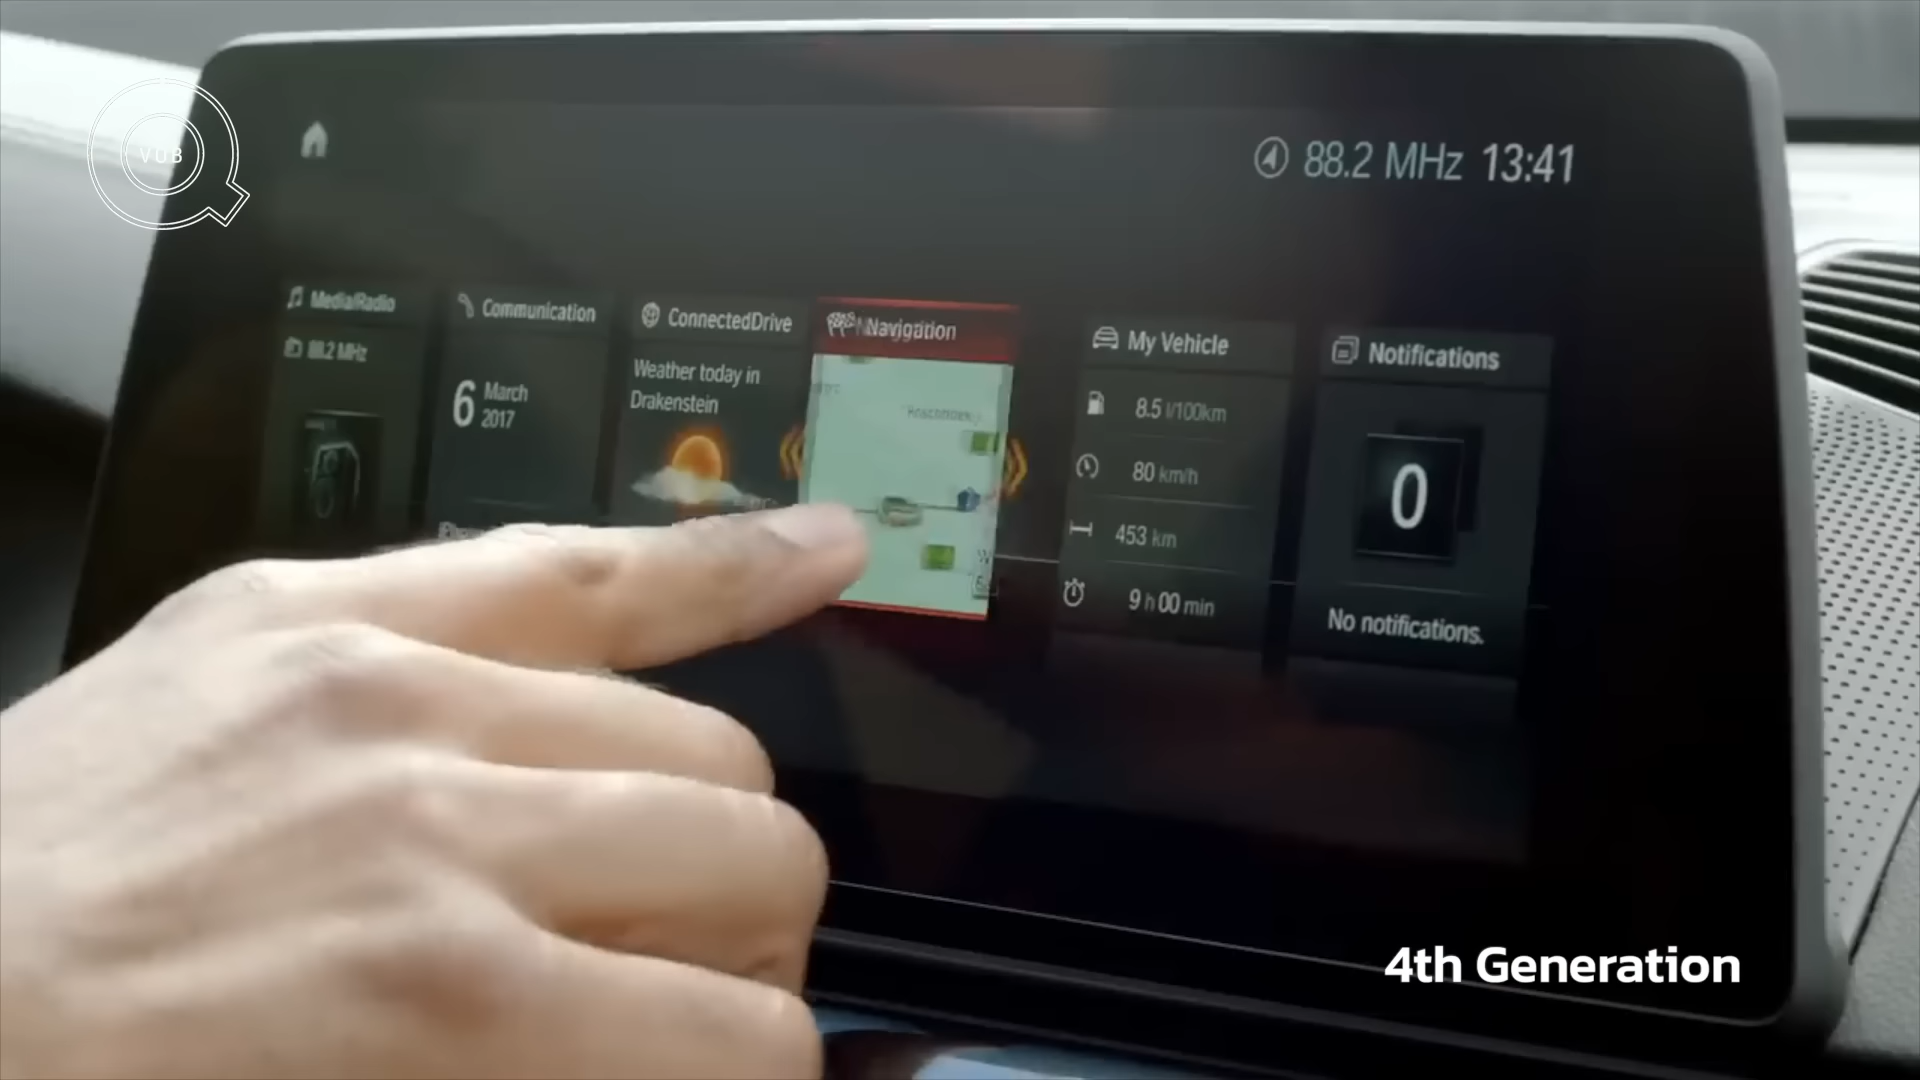 VUB
88.2 MHz 13:41
Media/Radio
88.2 MHz
Communication
6 March
2017
ConnectedDrive
Weather today in
Drakenstein
Navigation
My Vehicle
8.5 l/100km
80 km/h
453 km
9 h 00 min
Notifications
0
No notifications.
4th Generation